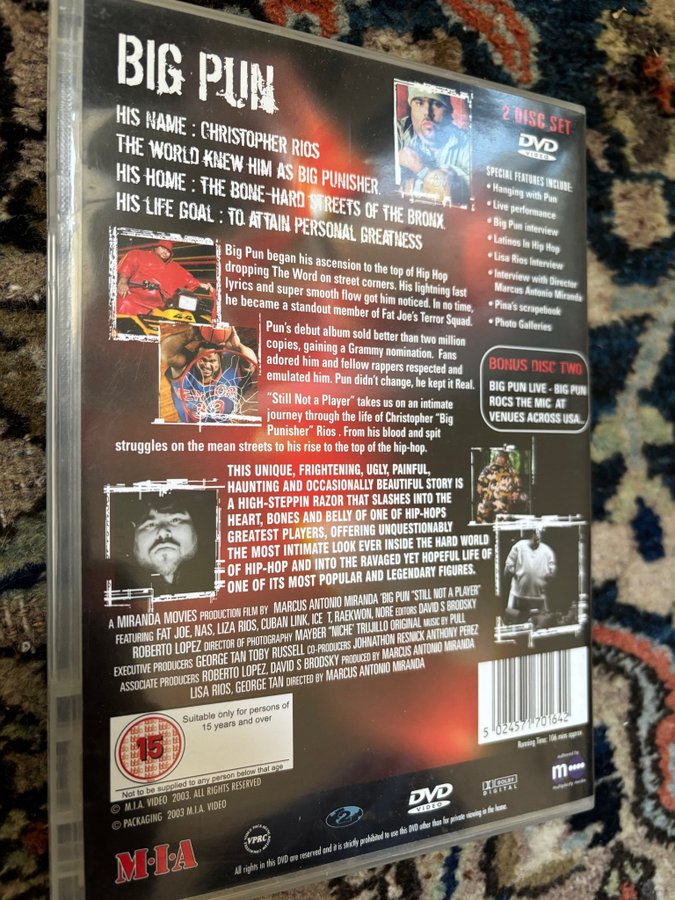 BIG PUN
HIS NAME : CHRISTOPHER RIOS
THE WORLD KNEW HIM AS BIG PUNISHER.
HIS HOME : THE BONE-HARD STREETS OF THE BRONX.
HIS LIFE GOAL : TO ATTAIN PERSONAL GREATNESS
2 DISC SET
DVD
VIDEO
SPECIAL FEATURES INCLUDE:
• Hanging with Pun
• Live performance
• Big Pun interview
• Latinos In Hip Hop
• Lisa Rios Interview
• Interview with Director
Marcus Antonio Miranda
• Pina's scrapbook
• Photo Galleries
Big Pun began his ascension to the top of Hip Hop
dropping The Word on street corners. His lightning fast
lyrics and super smooth flow got him noticed. In no time,
he became a standout member of Fat Joe's Terror Squad.
Pun's debut album sold better than two million
copies, gaining a Grammy nomination. Fans
adored him and fellow rappers respected and
emulated him. Pun didn't change, he kept it Real.
"Still Not a Player" takes us on an intimate
journey through the life of Christopher "Big
Punisher" Rios . From his blood and spit
struggles on the mean streets to his rise to the top of the hip-hop.
BONUS DISC TWO
BIG PUN LIVE - BIG PUN
ROCS THE MIC AT
VENUES ACROSS USA..
THIS UNIQUE, FRIGHTENING, UGLY, PAINFUL,
HAUNTING AND OCCASIONALLY BEAUTIFUL STORY IS
A HIGH-STEPPIN RAZOR THAT SLASHES INTO THE
HEART, BONES AND BELLY OF ONE OF HIP-HOPS
GREATEST PLAYERS, OFFERING UNQUESTIONABLY
THE MOST INTIMATE LOOK EVER INSIDE THE HARD WORLD
OF HIP-HOP AND INTO THE RAVAGED YET HOPEFUL LIFE OF
ONE OF ITS MOST POPULAR AND LEGENDARY FIGURES.
A MIRANDA MOVIES PRODUCTION FILM BY MARCUS ANTONIO MIRANDA 'BIG PUN "STILL NOT A PLAYER"
FEATURING FAT JOE, NAS, LIZA RIOS, CUBAN LINK, ICE T, RAEKWON, NORE EDITORS DAVID S BRODSKY
ROBERTO LOPEZ DIRECTOR OF PHOTOGRAPHY MAYBER 'NICHE' TRUJILLO ORIGINAL MUSIC BY PULL
EXECUTIVE PRODUCERS GEORGE TAN TOBY RUSSELL CO-PRODUCERS JOHNATHON RESNICK ANTHONY PEREZ
ASSOCIATE PRODUCERS ROBERTO LOPEZ, DAVID S BRODSKY PRODUCED BY MARCUS ANTONIO MIRANDA
LISA RIOS, GEORGE TAN DIRECTED BY MARCUS ANTONIO MIRANDA
15
Suitable only for persons of
15 years and over
Not to be supplied to any person below that age
5 024571 701642
Running Time: 106 mins approx
authored by
m
multiplicity media
© M.I.A. VIDEO 2003. ALL RIGHTS RESERVED
© PACKAGING 2003 M.I.A. VIDEO
M·I·A
VPRC
2
DVD
VIDEO
DOLBY
DIGITAL
All rights in this DVD are reserved and it is strictly prohibited to use this DVD other than for private viewing in the home.